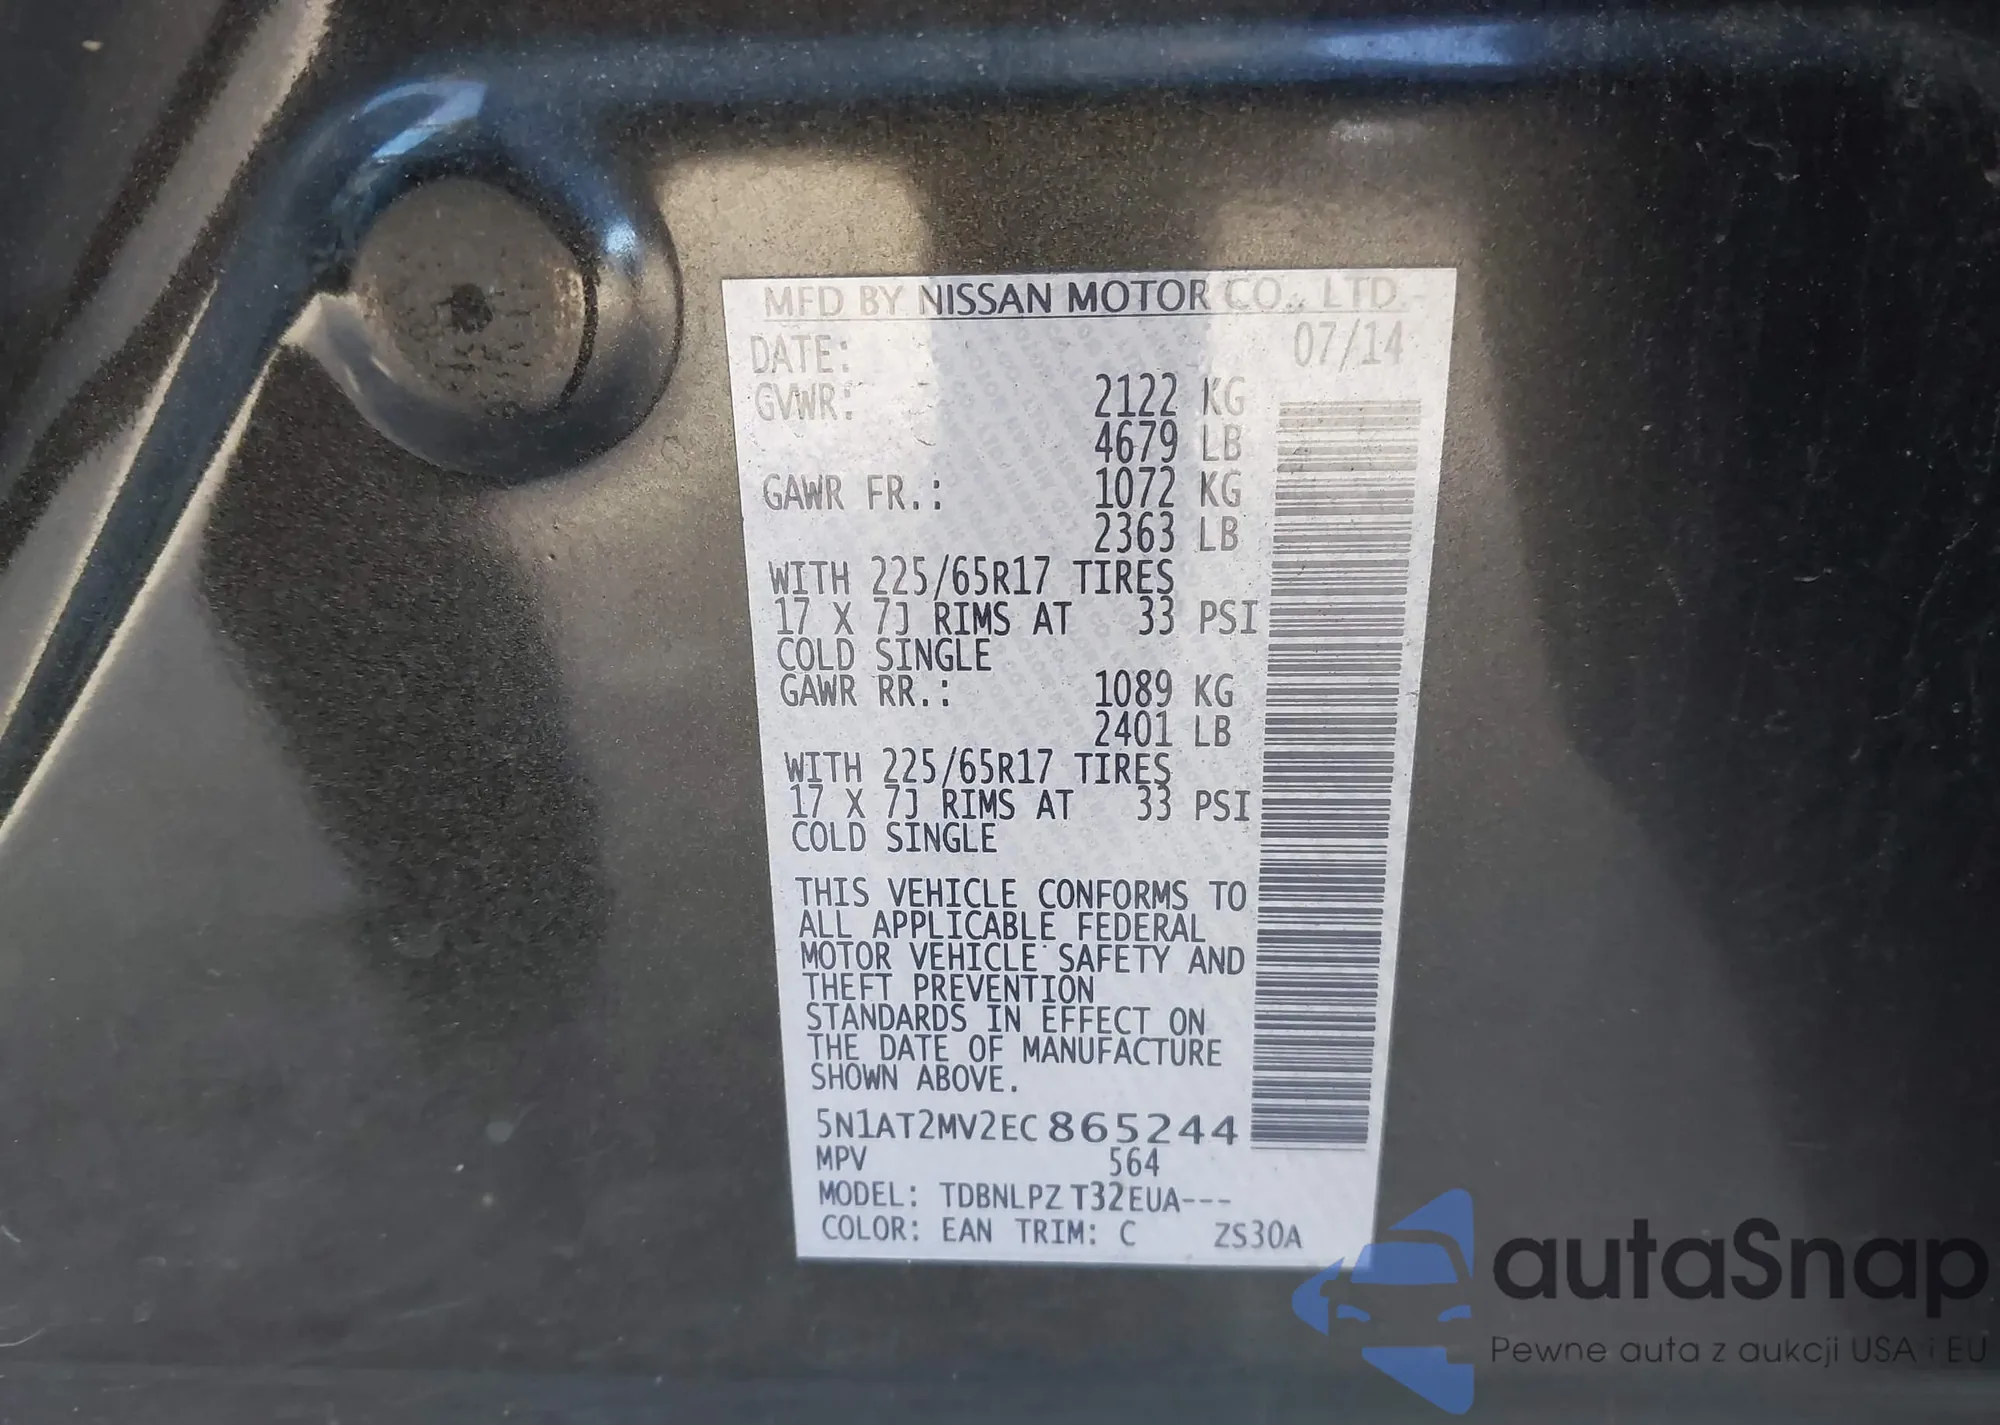 MFD BY NISSAN MOTOR CO., LTD.
DATE: 07/14
GVWR: 2122 KG
4679 LB
GAWR FR.: 1072 KG
2363 LB
WITH 225/65R17 TIRES
17 X 7J RIMS AT 33 PSI
COLD SINGLE
GAWR RR.: 1089 KG
2401 LB
WITH 225/65R17 TIRES
17 X 7J RIMS AT 33 PSI
COLD SINGLE
THIS VEHICLE CONFORMS TO
ALL APPLICABLE FEDERAL
MOTOR VEHICLE SAFETY AND
THEFT PREVENTION
STANDARDS IN EFFECT ON
THE DATE OF MANUFACTURE
SHOWN ABOVE.
5N1AT2MV2EC865244
MPV 564
MODEL: TDBNLPZ T32EUA---
COLOR: EAN TRIM: C ZS30A
autaSnap
Pewne auta z aukcji USA i EU